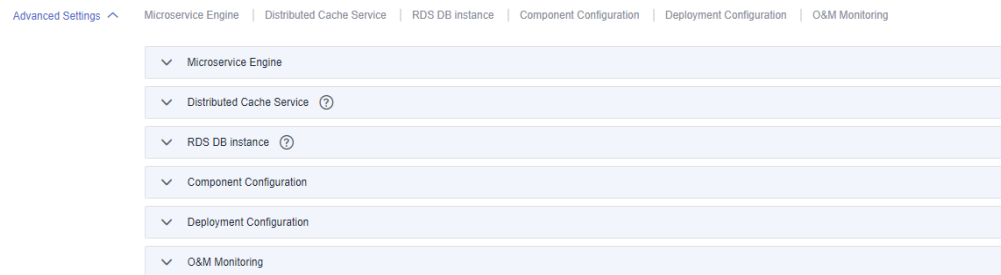 Advanced Settings Microservice Engine | Distributed Cache Service | RDS DB instance | Component Configuration | Deployment Configuration | O&M Monitoring
Microservice Engine
Distributed Cache Service ?
RDS DB instance ?
Component Configuration
Deployment Configuration
O&M Monitoring